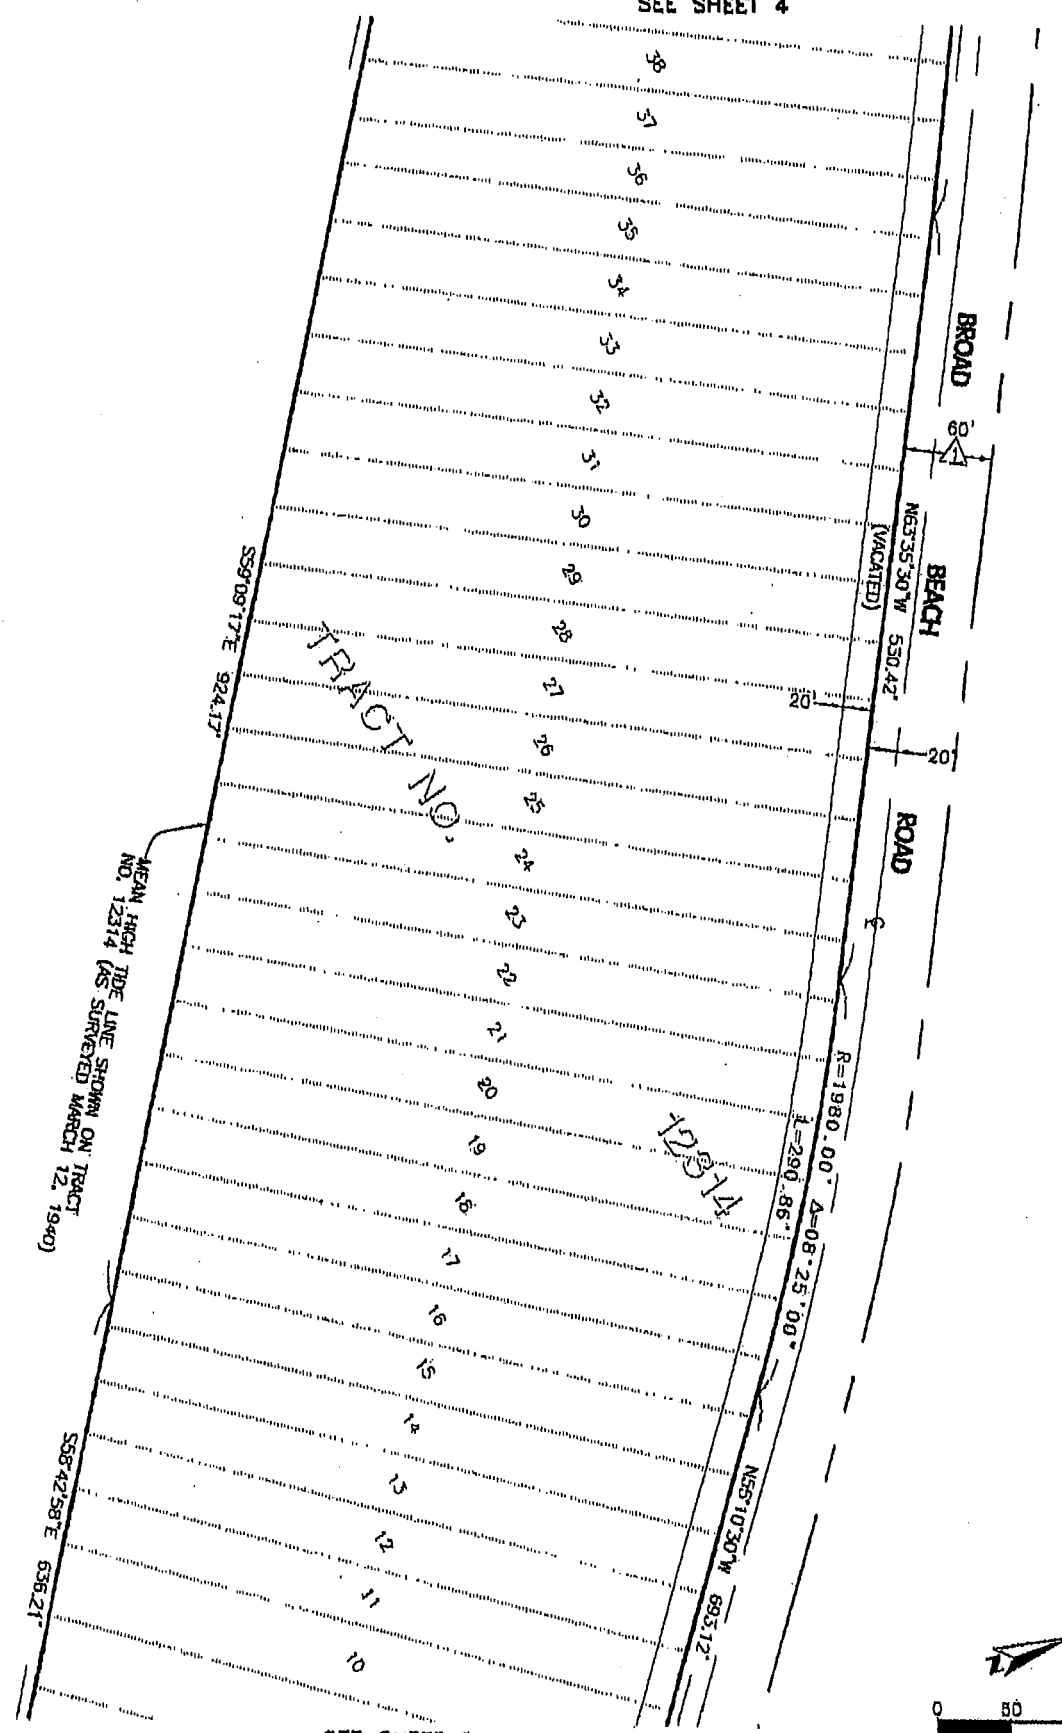 SEE SHEET 4
38
37
36
35
34
33
32
31
30
29
28
27
26
25
24
23
22
21
20
19
18
17
16
15
14
13
12
11
10
BROAD
60'
1
BEACH
N63°35'30"W 550.42'
(VACATED)
20'
20'
ROAD
S59°09'17"E 924.17'
TRACT NO.
12314
MEAN HIGH TIDE LINE SHOWN ON TRACT
NO. 12314 (AS SURVEYED MARCH 12, 1940)
R=1980.00' Δ=08°25'00"
L=290.86'
N55°10'30"W 693.12'
S58°42'58"E 636.21'
N
0 50